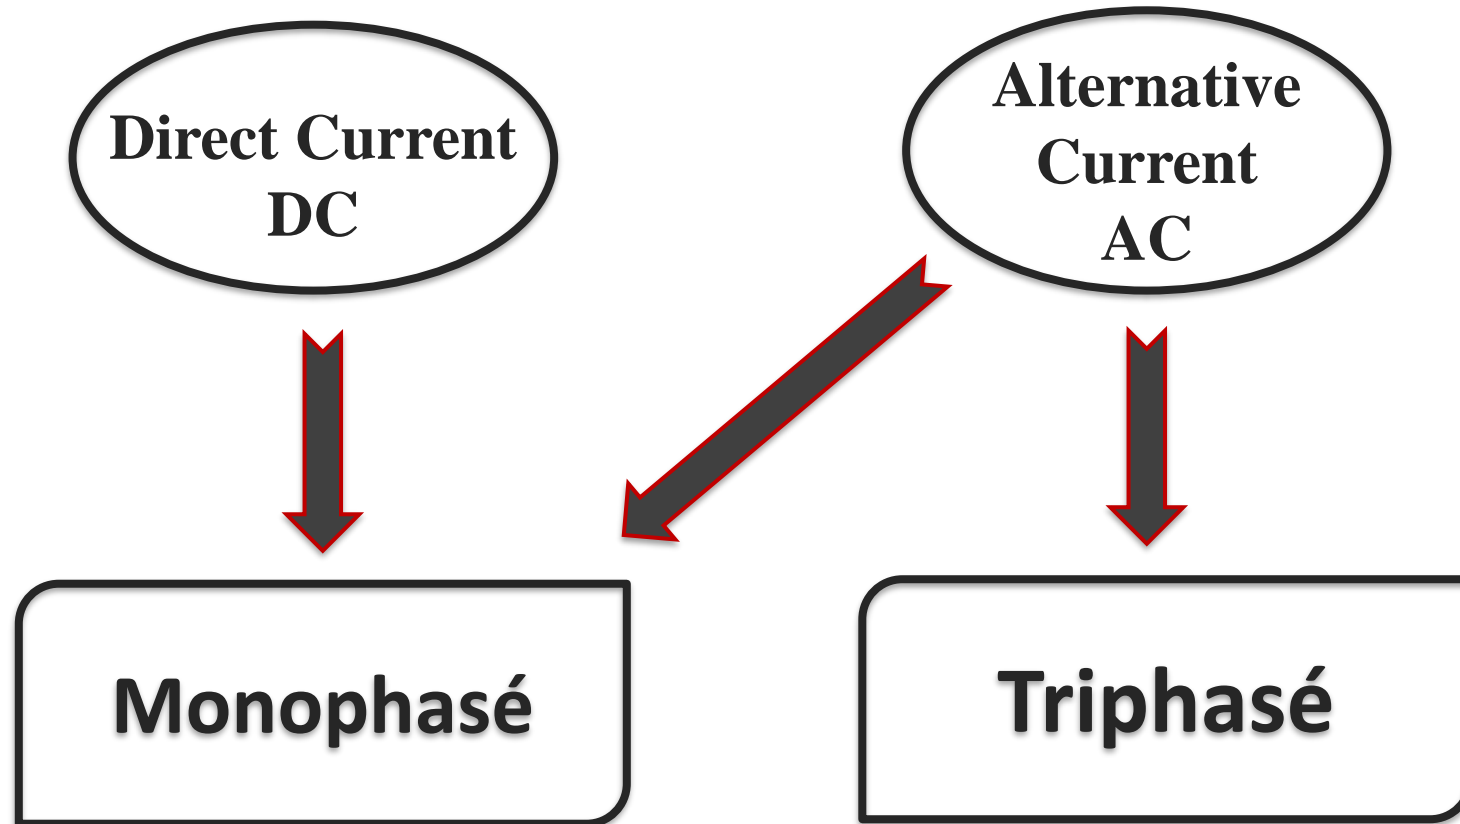 Direct Current
DC
Alternative
Current
AC
Monophasé
Triphasé